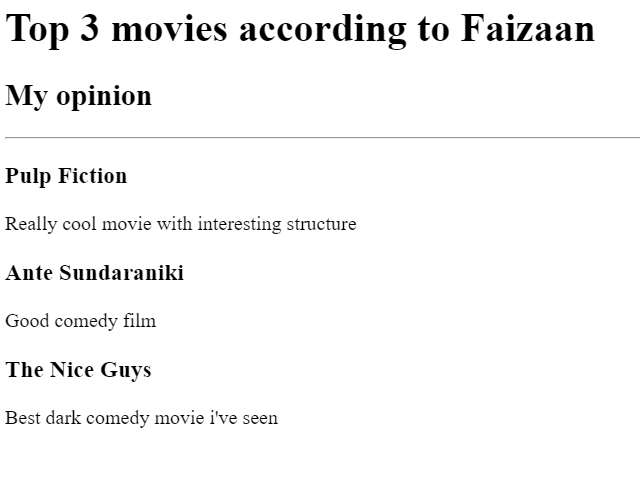 Top 3 movies according to Faizaan
My opinion
Pulp Fiction
Really cool movie with interesting structure
Ante Sundaraniki
Good comedy film
The Nice Guys
Best dark comedy movie i've seen